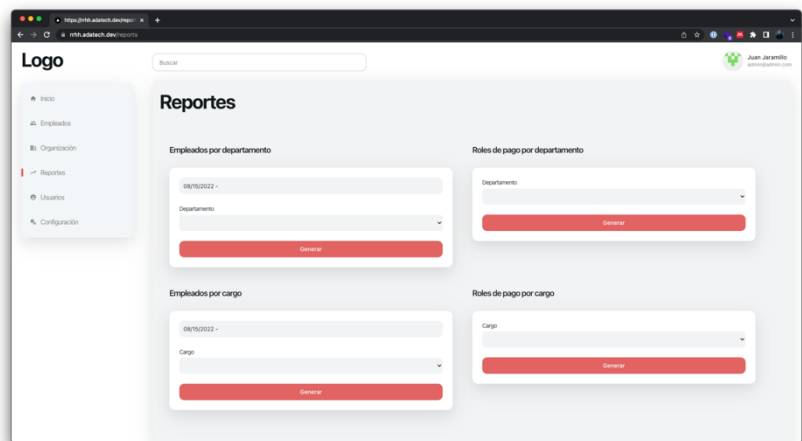 https://rrhh.adatech.dev/repor
rrhh.adatech.dev/reports
Logo
Buscar
Juan Jaramillo
admin@admin.com
Inicio
Empleados
Organización
Reportes
Usuarios
Configuración
Reportes
Empleados por departamento
08/15/2022 -
Departamento
Generar
Roles de pago por departamento
Departamento
Generar
Empleados por cargo
08/15/2022 -
Cargo
Generar
Roles de pago por cargo
Cargo
Generar